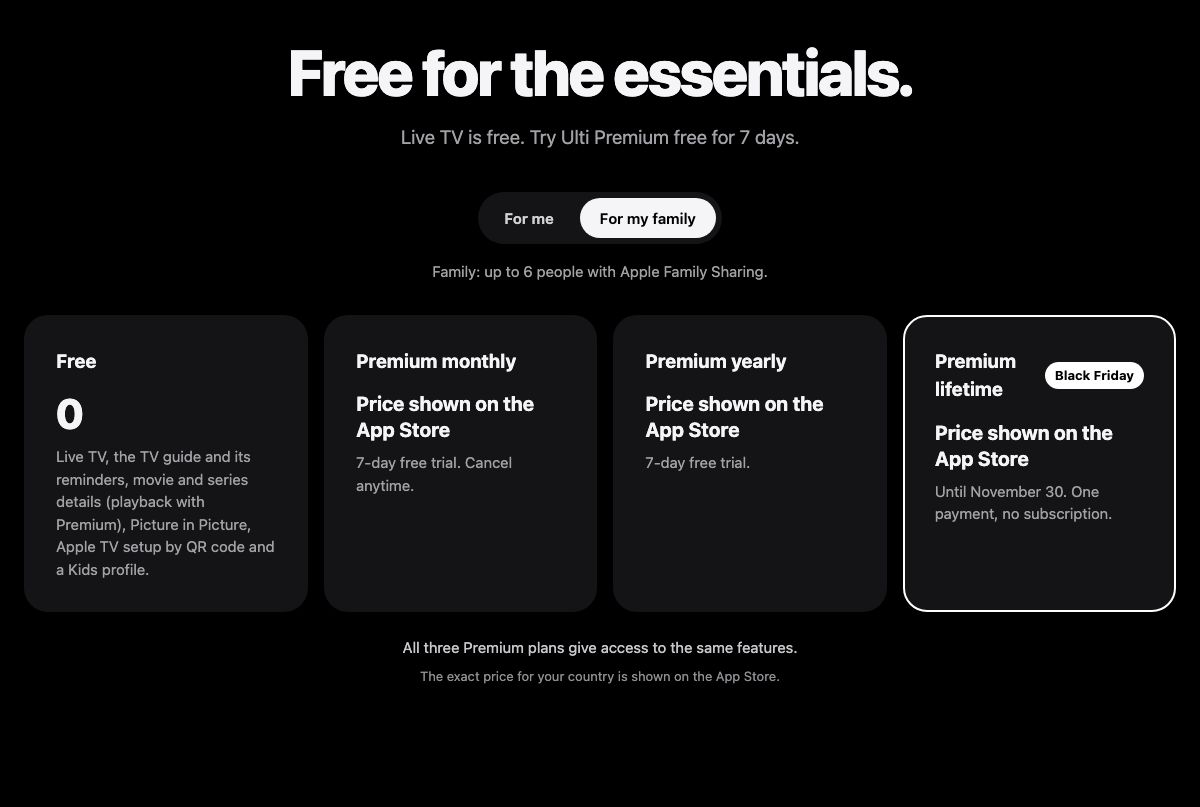 Free for the essentials.
Live TV is free. Try Ulti Premium free for 7 days.
For me
For my family
Family: up to 6 people with Apple Family Sharing.
Free
0
Live TV, the TV guide and its
reminders, movie and series
details (playback with
Premium), Picture in Picture,
Apple TV setup by QR code and
a Kids profile.
Premium monthly
Price shown on the
App Store
7-day free trial. Cancel
anytime.
Premium yearly
Price shown on the
App Store
7-day free trial.
Premium
lifetime
Black Friday
Price shown on the
App Store
Until November 30. One
payment, no subscription.
All three Premium plans give access to the same features.
The exact price for your country is shown on the App Store.